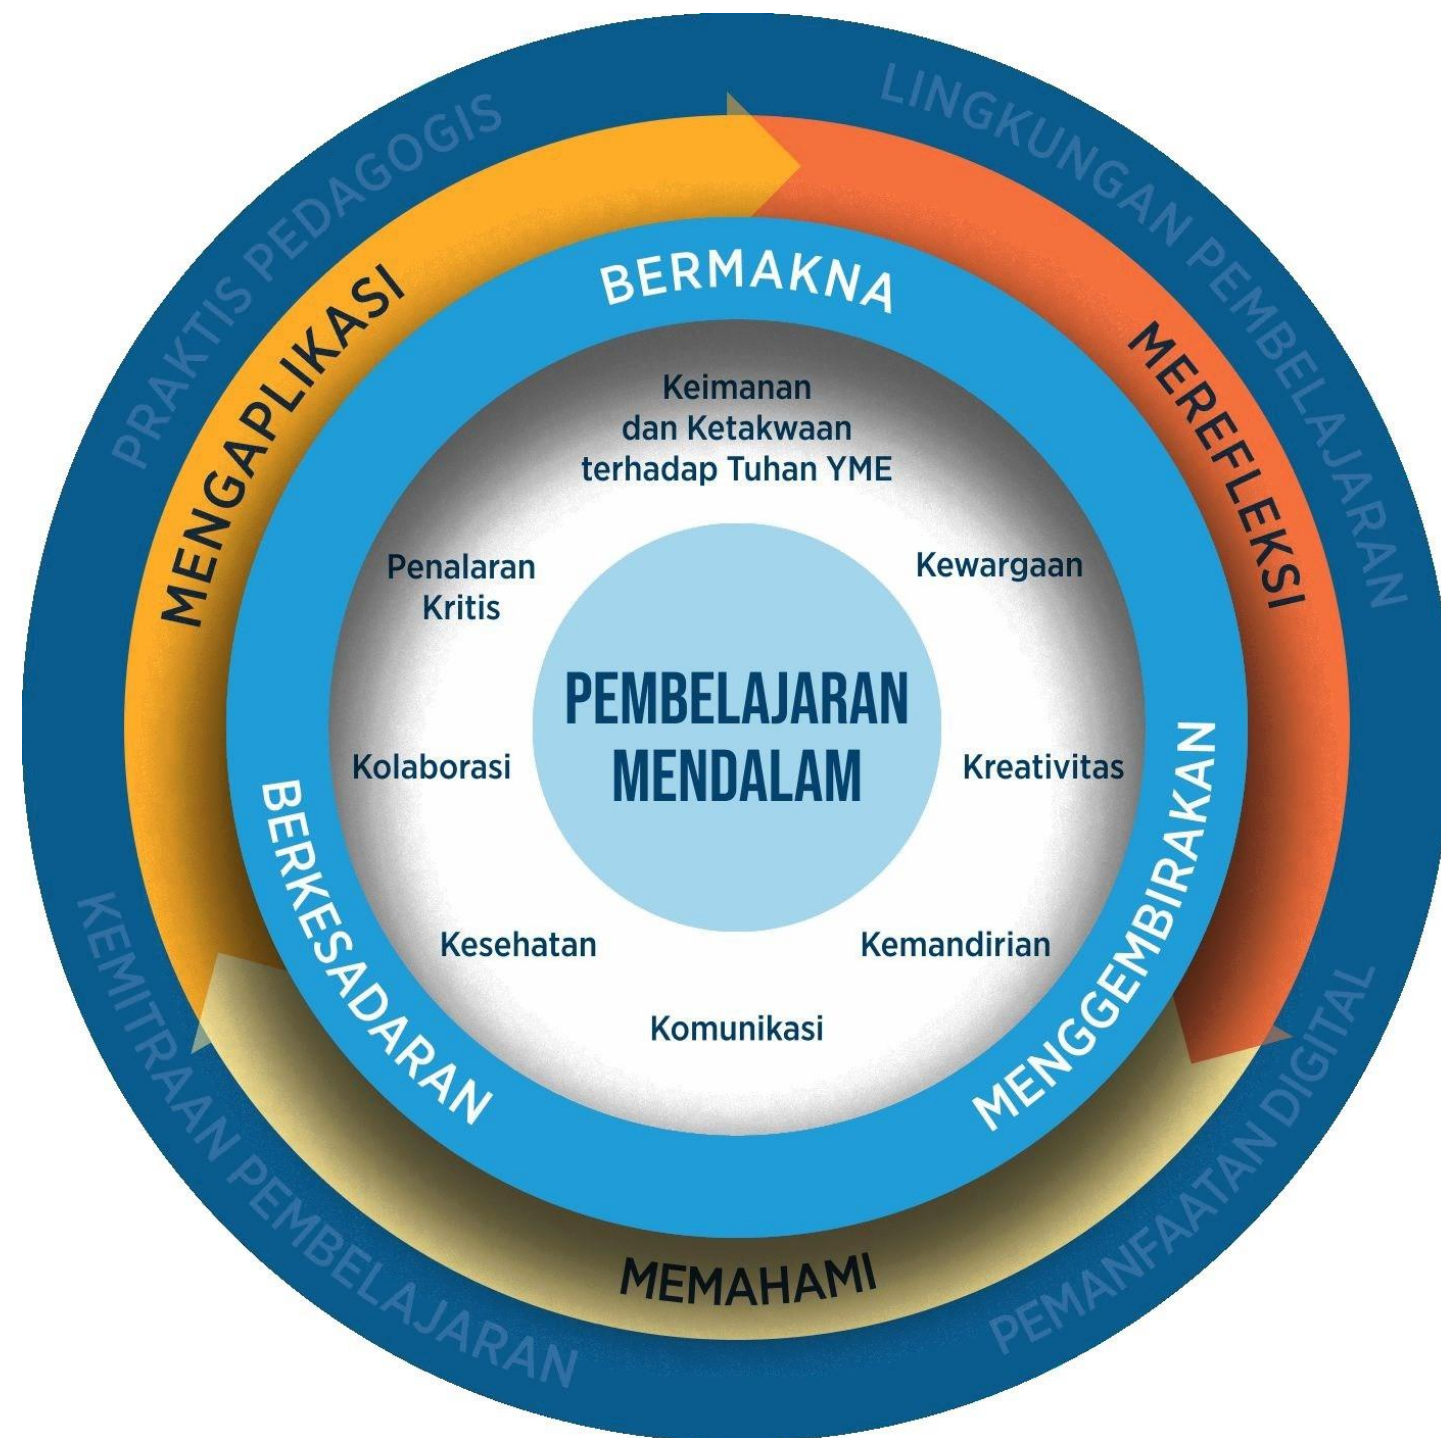 PRAKTIS PEDAGOGIS
LINGKUNGAN PEMBELAJARAN
MENGAPLIKASI
MEREFLEKSI
BERMAKNA
Keimanan
dan Ketakwaan
terhadap Tuhan YME
Penalaran
Kritis
Kewargaan
PEMBELAJARAN
MENDALAM
Kolaborasi
Kreativitas
BERKESADARAN
MENGGEMBIRAKAN
Kesehatan
Kemandirian
Komunikasi
KEMITRAAN PEMBELAJARAN
PEMANFAATAN DIGITAL
MEMAHAMI